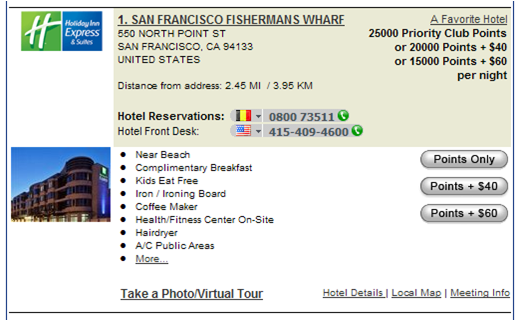 Holiday Inn
Express
& Suites
1. SAN FRANCISCO FISHERMANS WHARF
550 NORTH POINT ST
SAN FRANCISCO, CA 94133
UNITED STATES
Distance from address: 2.45 MI / 3.95 KM
A Favorite Hotel
25000 Priority Club Points
or 20000 Points + $40
or 15000 Points + $60
per night
Hotel Reservations: 0800 73511
Hotel Front Desk: 415-409-4600
Near Beach
Complimentary Breakfast
Kids Eat Free
Iron / Ironing Board
Coffee Maker
Health/Fitness Center On-Site
Hairdryer
A/C Public Areas
More...
Points Only
Points + $40
Points + $60
Take a Photo/Virtual Tour
Hotel Details | Local Map | Meeting Info